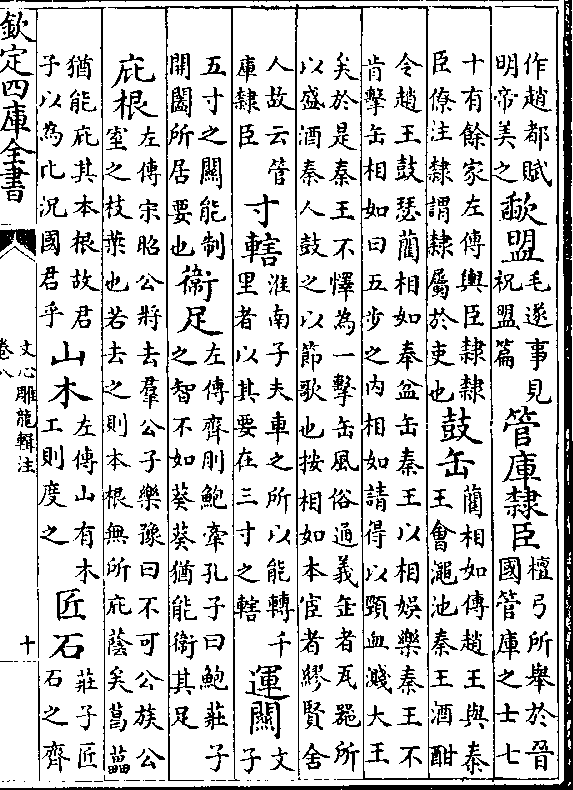 作趙都賦明帝美之歃盟毛遂事見祝盟篇管庫隸臣檀弓所舉於晉國管庫之士七
十有餘家左傳輿臣隸隸臣僚注隸謂隸屬於吏也鼓缶藺相如傳趙王與秦王會澠池秦王酒酣
令趙王鼓瑟藺相如奉盆缶秦王以相娛樂秦王不肯擊缶相如曰五步之内相如請得以頸血濺大王
矣於是秦王不懌為一擊缶風俗通義缶者瓦器所以盛酒秦人鼓之以節歌也按相如本宦者繆賢舍
人故云管庫隸臣寸轄淮南子夫車之所以能轉千里者以其要在三寸之轄運關文子
五寸之關能制開闔所居要也衞足左傳齊刖鮑牽孔子曰鮑莊子之智不如葵葵猶能衞其足
庇根左傳宋昭公將去羣公子樂豫曰不可公族公室之枝葉也若去之則本根無所庇蔭矣葛藟
猶能庇其本根故君子以為比況國君乎山木左傳山有木工則度之匠石莊子匠石之齊
欽定四庫全書
文心雕龍輯注
卷八
十